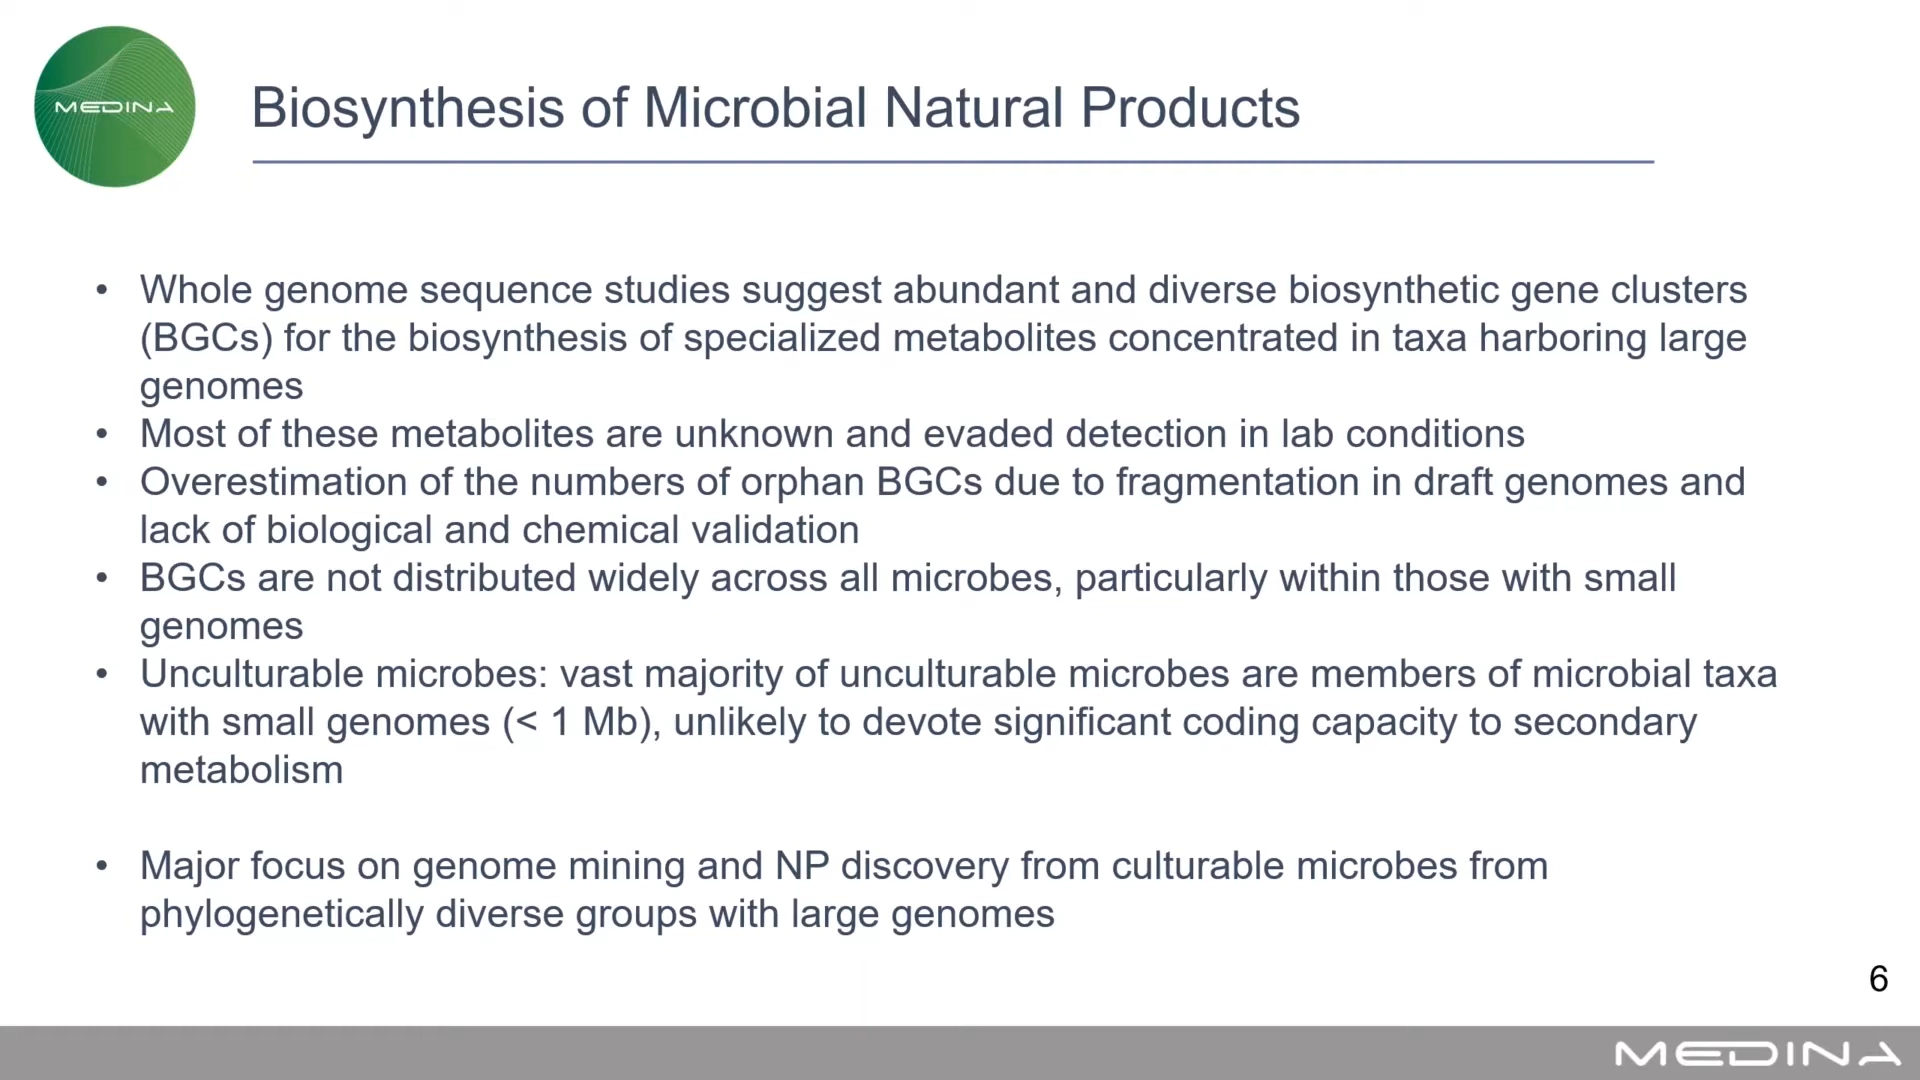 MEDINA
Biosynthesis of Microbial Natural Products
• Whole genome sequence studies suggest abundant and diverse biosynthetic gene clusters
(BGCs) for the biosynthesis of specialized metabolites concentrated in taxa harboring large
genomes
• Most of these metabolites are unknown and evaded detection in lab conditions
• Overestimation of the numbers of orphan BGCs due to fragmentation in draft genomes and
lack of biological and chemical validation
• BGCs are not distributed widely across all microbes, particularly within those with small
genomes
• Unculturable microbes: vast majority of unculturable microbes are members of microbial taxa
with small genomes (< 1 Mb), unlikely to devote significant coding capacity to secondary
metabolism
• Major focus on genome mining and NP discovery from culturable microbes from
phylogenetically diverse groups with large genomes
6
MEDINA